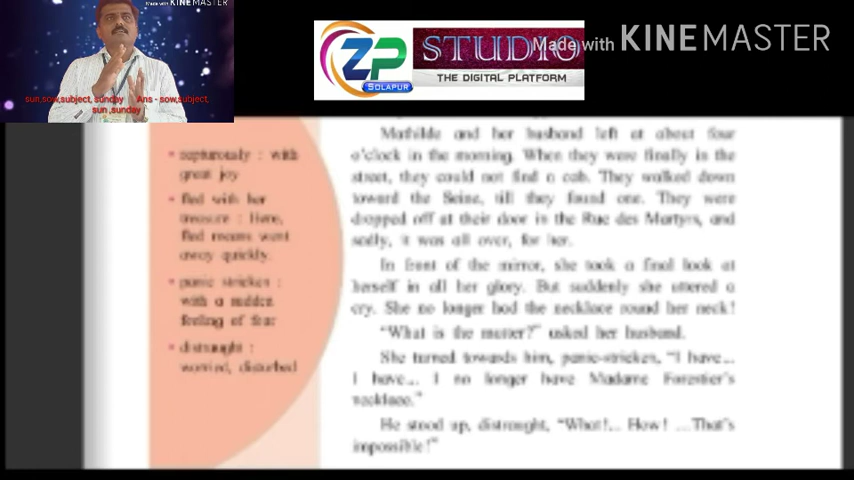 Made with KINEMASTER
sun,sow,subject, sunday Ans - sow,subject,
sun ,sunday
ZP
SOLAPUR
STUDIO
THE DIGITAL PLATFORM
Made with KINEMASTER
• rapturously : with
great joy
• fled with her
treasure : Here,
fled means went
away quickly.
• panic stricken :
with a sudden
feeling of fear
• distraught :
worried, disturbed
Mathilde and her husband left at about four
o'clock in the morning. When they were finally in the
street, they could not find a cab. They walked down
toward the Seine, till they found one. They were
dropped off at their door in the Rue des Martyrs, and
sadly, it was all over, for her.
In front of the mirror, she took a final look at
herself in all her glory. But suddenly she uttered a
cry. She no longer had the necklace round her neck!
“What is the matter?” asked her husband.
She turned towards him, panic-stricken, “I have...
I have... I no longer have Madame Forestier's
necklace.”
He stood up, distraught, “What!... How! ...That's
impossible!”